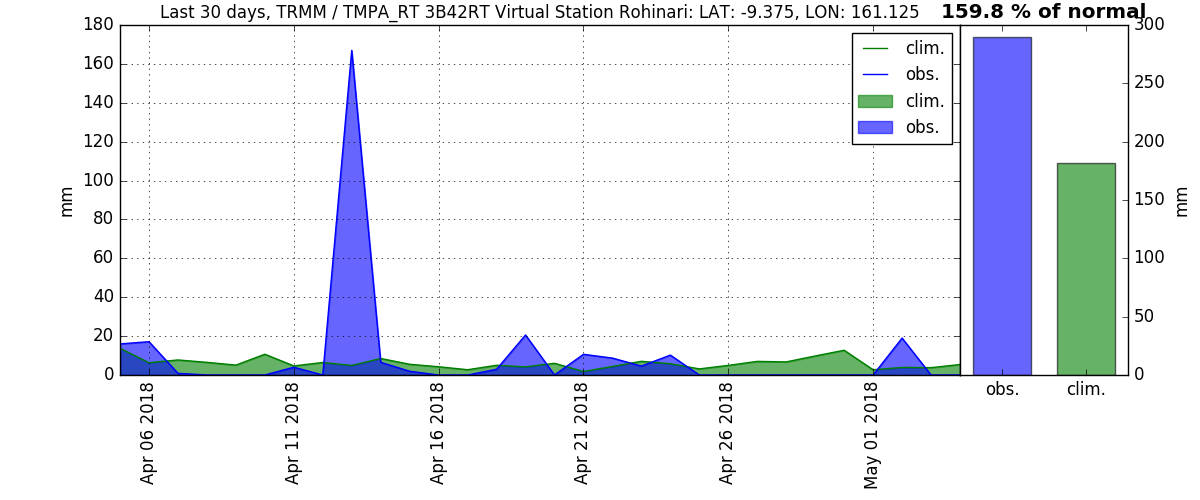 Last 30 days, TRMM / TMPA_RT 3B42RT Virtual Station Rohinari: LAT: -9.375, LON: 161.125
159.8 % of normal
180
160
140
120
100
80
60
40
20
0
mm
clim.
obs.
clim.
obs.
Apr 06 2018
Apr 11 2018
Apr 16 2018
Apr 21 2018
Apr 26 2018
May 01 2018
300
250
200
150
100
50
0
mm
obs.
clim.